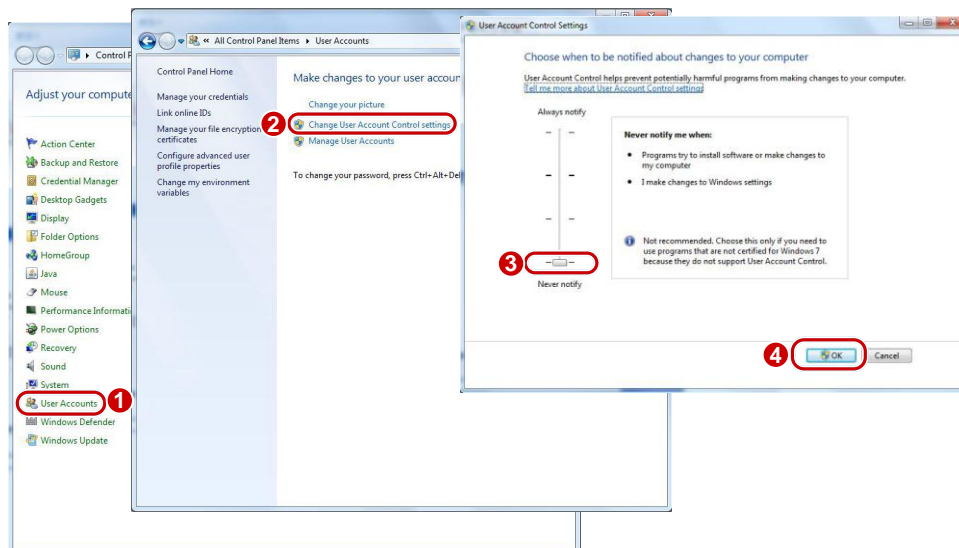 Control P
Adjust your compute
Action Center
Backup and Restore
Credential Manager
Desktop Gadgets
Display
Folder Options
HomeGroup
Java
Mouse
Performance Informati
Power Options
Recovery
Sound
System
User Accounts
1
Windows Defender
Windows Update
« All Control Panel Items ▸ User Accounts
Control Panel Home
Manage your credentials
Link online IDs
Manage your file encryption
certificates
Configure advanced user
profile properties
Change my environment
variables
Make changes to your user accour
Change your picture
2
Change User Account Control settings
Manage User Accounts
To change your password, press Ctrl+Alt+Del
User Account Control Settings
Choose when to be notified about changes to your computer
User Account Control helps prevent potentially harmful programs from making changes to your computer.
Tell me more about User Account Control settings
Always notify
Never notify me when:
• Programs try to install software or make changes to
my computer
• I make changes to Windows settings
Not recommended. Choose this only if you need to
use programs that are not certified for Windows 7
because they do not support User Account Control.
3
Never notify
4
OK
Cancel